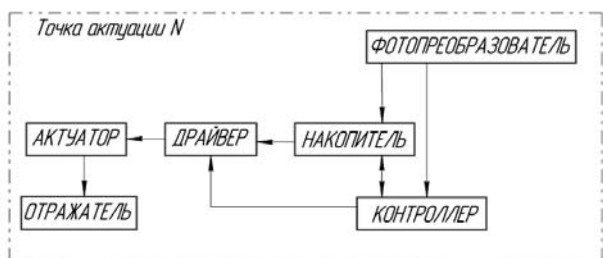 Точка актуации N
ФОТОПРЕОБРАЗОВАТЕЛЬ
АКТУАТОР
ДРАЙВЕР
НАКОПИТЕЛЬ
ОТРАЖАТЕЛЬ
КОНТРОЛЛЕР